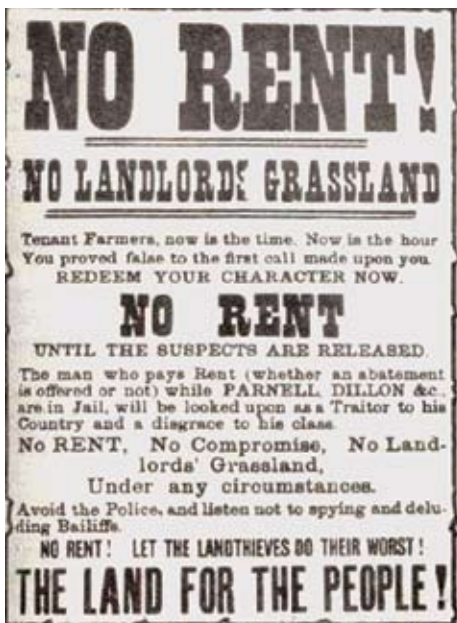 NO RENT!
NO LANDLORDS GRASSLAND
Tenant Farmers, now is the time. Now is the hour
You proved false to the first call made upon you.
REDEEM YOUR CHARACTER NOW.
NO RENT
UNTIL THE SUSPECTS ARE RELEASED.
The man who pays Rent (whether an abatement
is offered or not) while PARNELL, DILLON &c.,
are in Jail, will be looked upon as a Traitor to his
Country and a disgrace to his class.
No RENT, No Compromise, No Land-
lords' Grassland,
Under any circumstances.
Avoid the Police, and listen not to spying and delu-
ding Bailiffs.
NO RENT! LET THE LANDTHIEVES DO THEIR WORST!
THE LAND FOR THE PEOPLE!